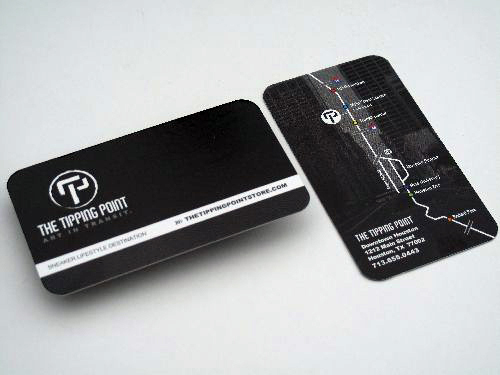 THE TIPPING POINT
ART IN TRANSIT.
THETIPPINGPOINTSTORE.COM
SNEAKER LIFESTYLE DESTINATION
THE TIPPING POINT
Downtown Houston
1212 Main Street
Houston, TX 77002
713.655.0443